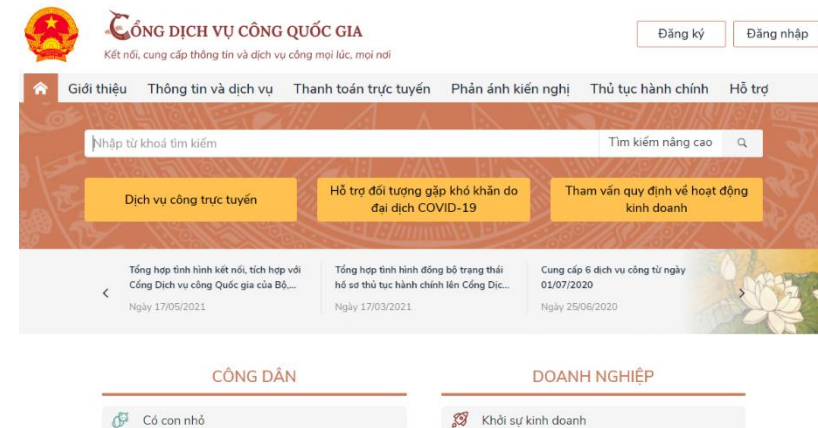 CỔNG DỊCH VỤ CÔNG QUỐC GIA
Kết nối, cung cấp thông tin và dịch vụ công mọi lúc, mọi nơi
Đăng ký
Đăng nhập
Giới thiệu Thông tin và dịch vụ Thanh toán trực tuyến Phản ánh kiến nghị Thủ tục hành chính Hỗ trợ
Nhập từ khoá tìm kiếm
Tìm kiếm nâng cao
Dịch vụ công trực tuyến
Hỗ trợ đối tượng gặp khó khăn do
đại dịch COVID-19
Tham vấn quy định về hoạt động
kinh doanh
Tổng hợp tình hình kết nối, tích hợp với
Cổng Dịch vụ công Quốc gia của Bộ,...
Ngày 17/05/2021
Tổng hợp tình hình đồng bộ trạng thái
hồ sơ thủ tục hành chính lên Cổng Dịc...
Ngày 17/03/2021
Cung cấp 6 dịch vụ công từ ngày
01/07/2020
Ngày 25/06/2020
CÔNG DÂN
Có con nhỏ
DOANH NGHIỆP
Khởi sự kinh doanh